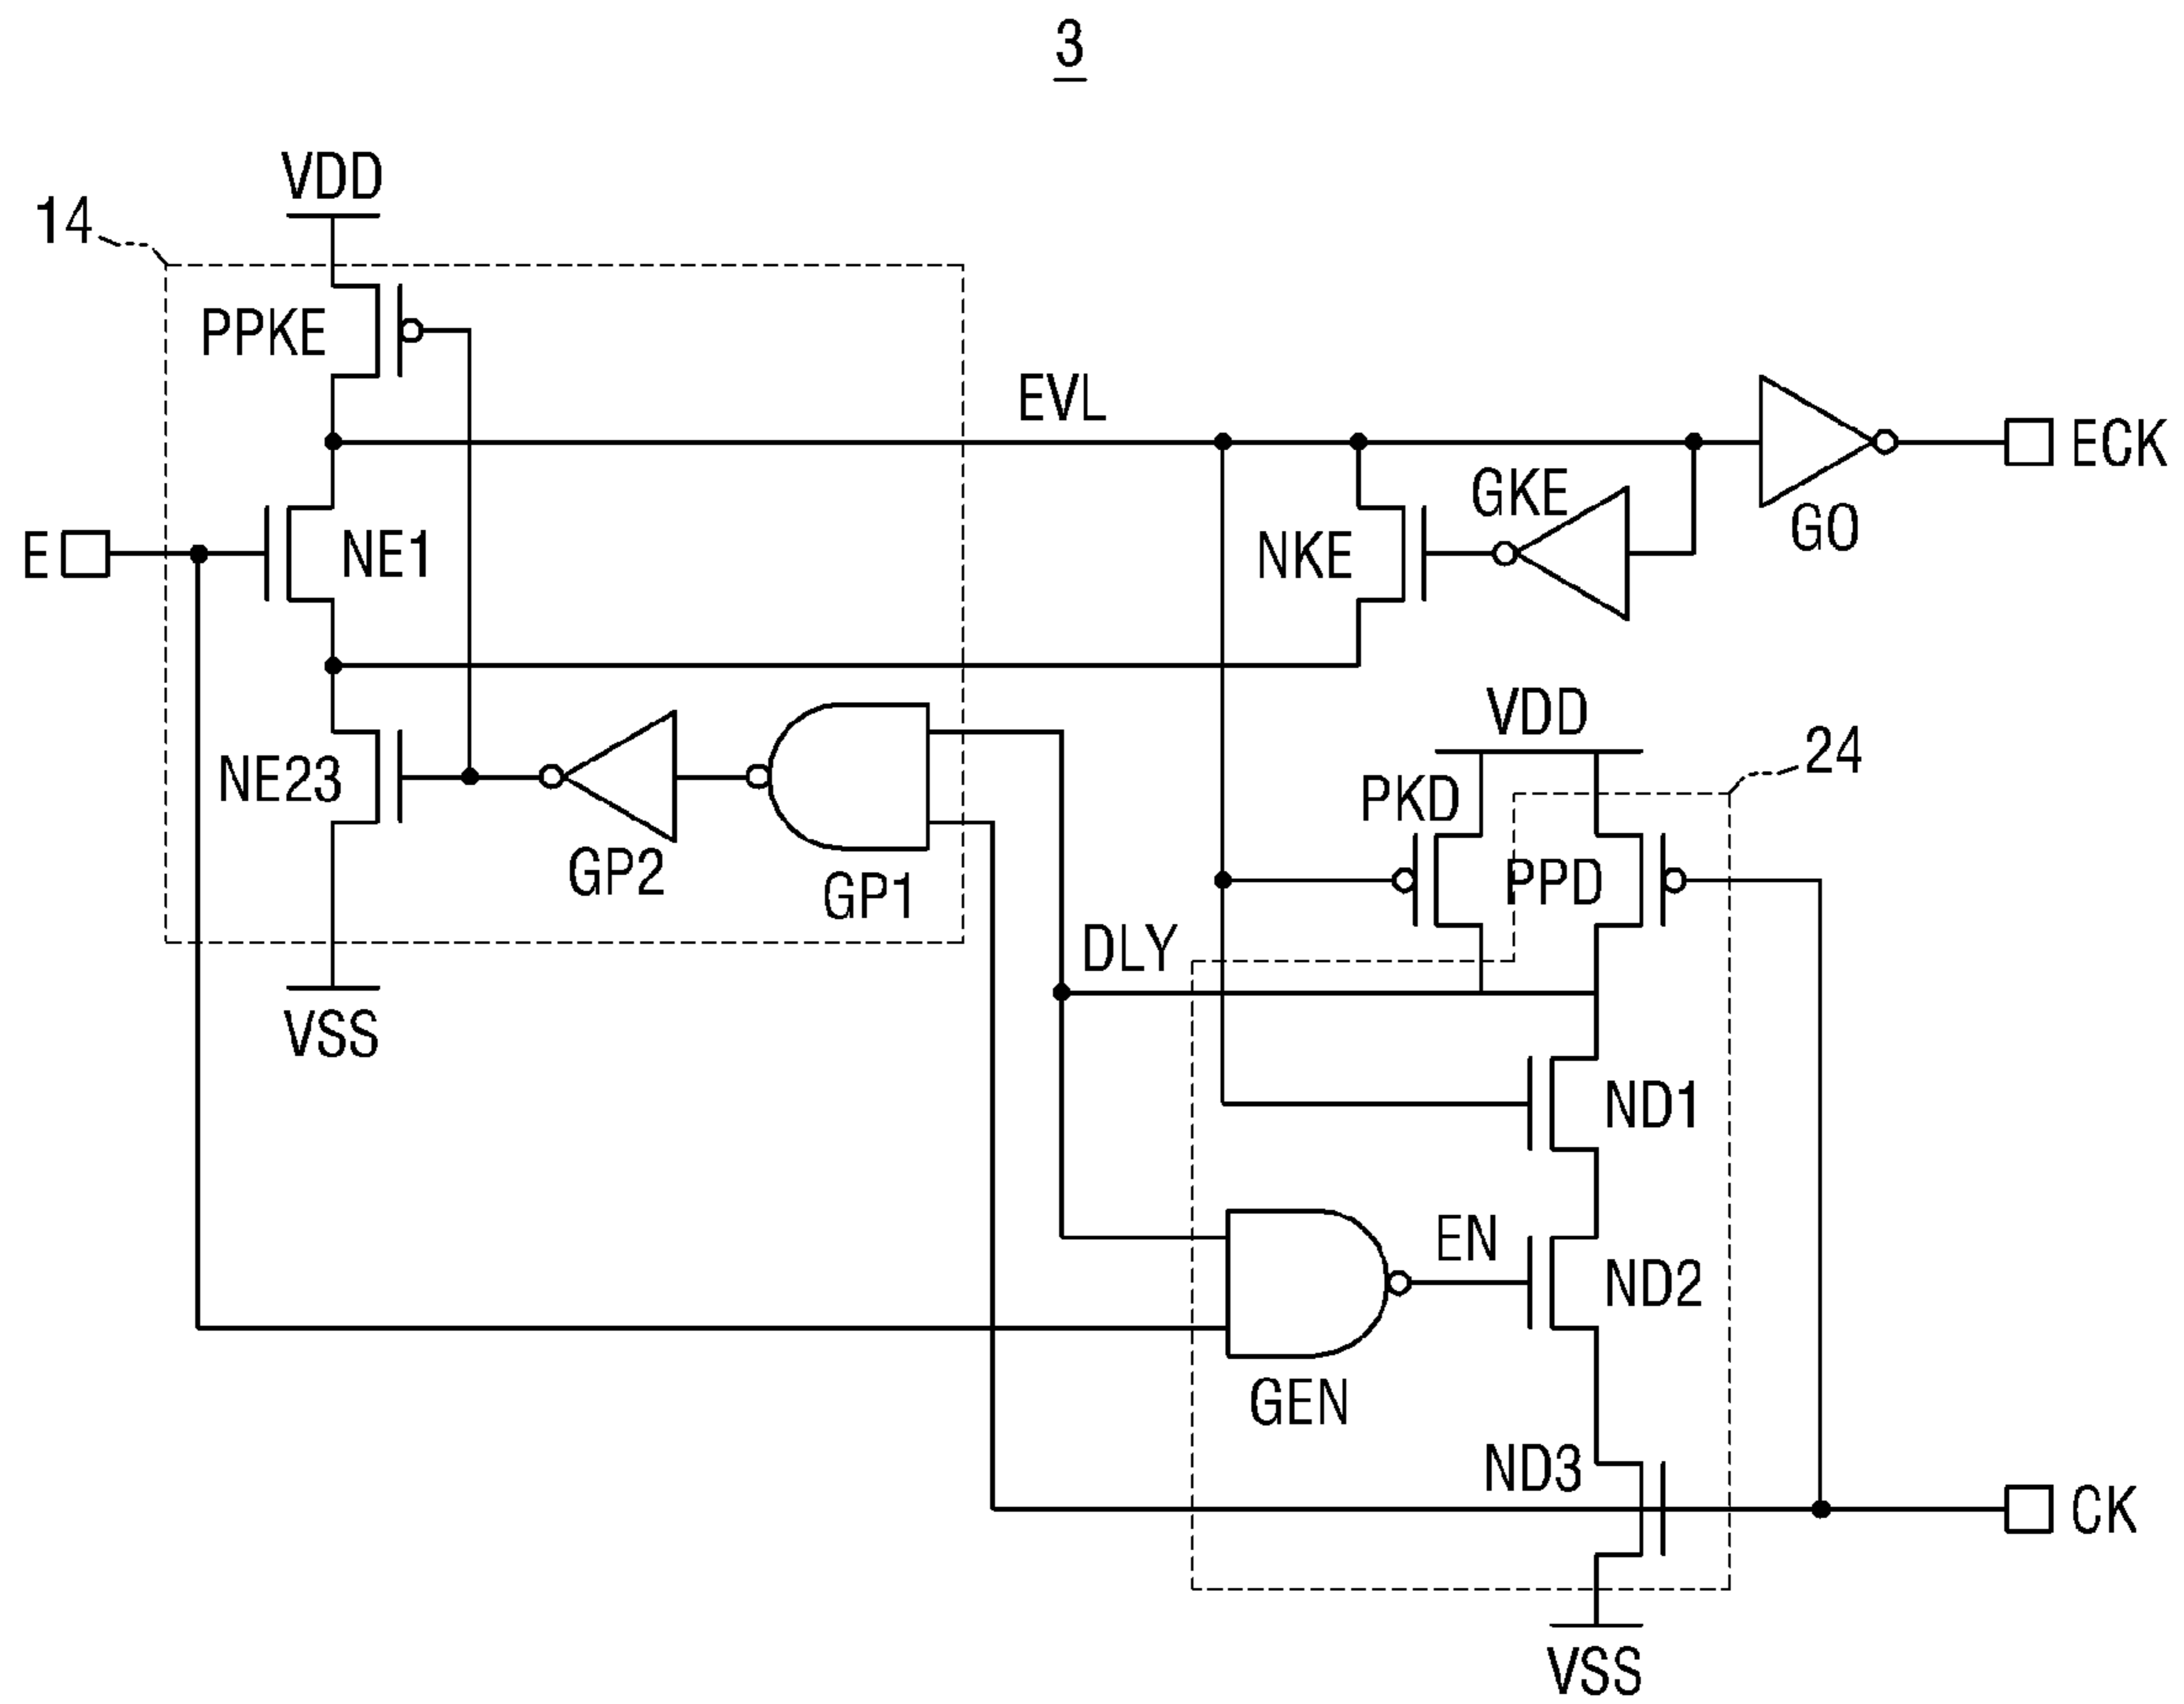 3
VDD
14
PPKE
EVL
ECK
GKE
GO
E
NE1
NKE
VDD
24
NE23
PKD
GP2
PPD
GP1
DLY
VSS
ND1
EN
ND2
GEN
ND3
CK
VSS